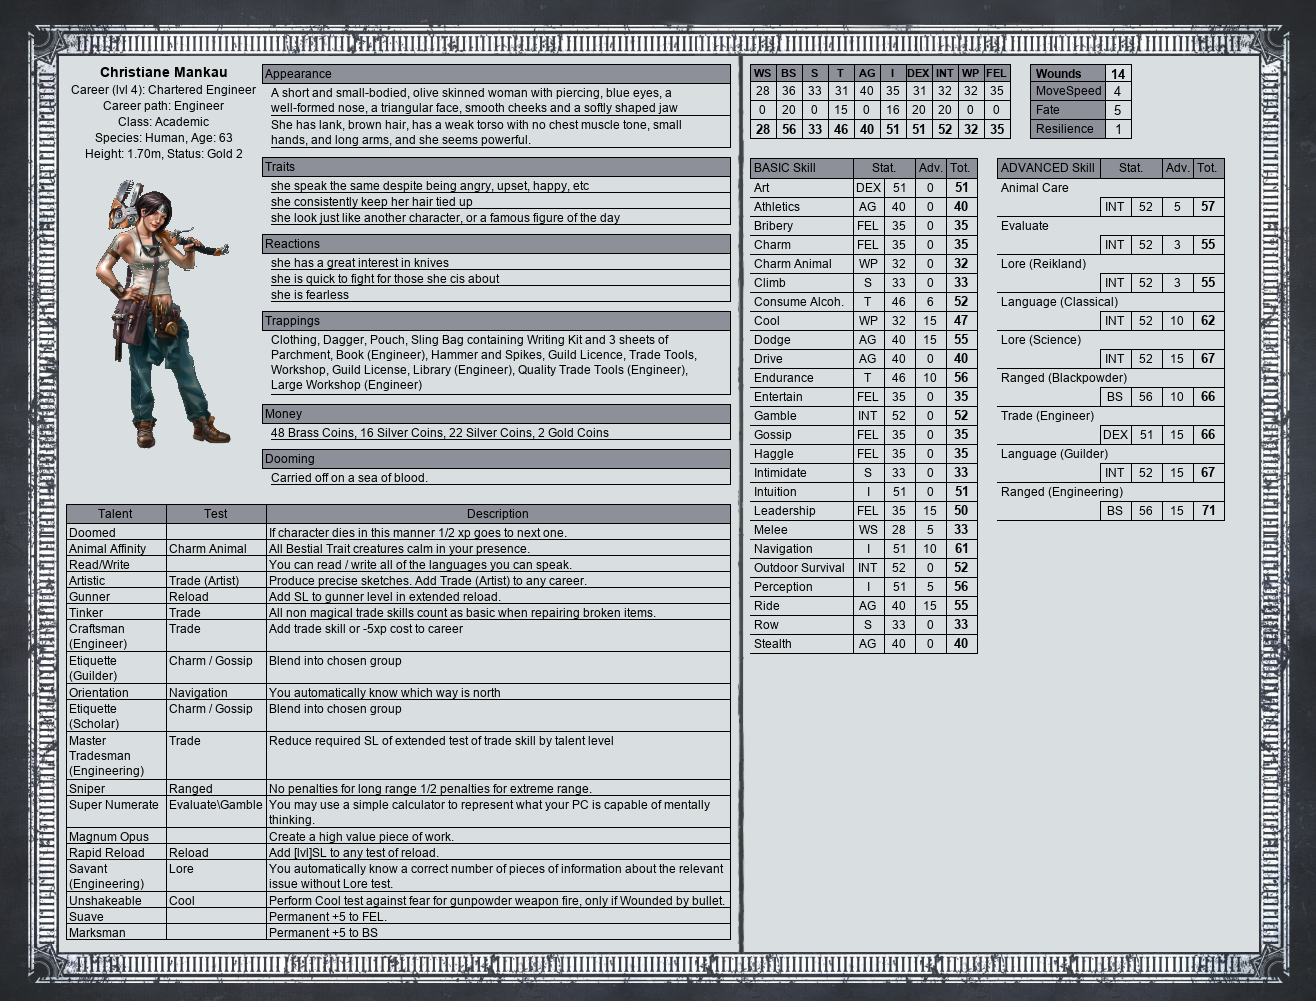 Christiane Mankau
Career (lvl 4): Chartered Engineer
Career path: Engineer
Class: Academic
Species: Human, Age: 63
Height: 1.70m, Status: Gold 2
Appearance
A short and small-bodied, olive skinned woman with piercing, blue eyes, a
well-formed nose, a triangular face, smooth cheeks and a softly shaped jaw
She has lank, brown hair, has a weak torso with no chest muscle tone, small
hands, and long arms, and she seems powerful.
Traits
she speak the same despite being angry, upset, happy, etc
she consistently keep her hair tied up
she look just like another character, or a famous figure of the day
Reactions
she has a great interest in knives
she is quick to fight for those she cis about
she is fearless
Trappings
Clothing, Dagger, Pouch, Sling Bag containing Writing Kit and 3 sheets of
Parchment, Book (Engineer), Hammer and Spikes, Guild Licence, Trade Tools,
Workshop, Guild License, Library (Engineer), Quality Trade Tools (Engineer),
Large Workshop (Engineer)
Money
48 Brass Coins, 16 Silver Coins, 22 Silver Coins, 2 Gold Coins
Dooming
Carried off on a sea of blood.
Talent Test Description
Doomed If character dies in this manner 1/2 xp goes to next one.
Animal Affinity Charm Animal All Bestial Trait creatures calm in your presence.
Read/Write You can read / write all of the languages you can speak.
Artistic Trade (Artist) Produce precise sketches. Add Trade (Artist) to any career.
Gunner Reload Add SL to gunner level in extended reload.
Tinker Trade All non magical trade skills count as basic when repairing broken items.
Craftsman Trade Add trade skill or -5xp cost to career
(Engineer)
Etiquette Charm / Gossip Blend into chosen group
(Guilder)
Orientation Navigation You automatically know which way is north
Etiquette Charm / Gossip Blend into chosen group
(Scholar)
Master Trade Reduce required SL of extended test of trade skill by talent level
Tradesman
(Engineering)
Sniper Ranged No penalties for long range 1/2 penalties for extreme range.
Super Numerate Evaluate\Gamble You may use a simple calculator to represent what your PC is capable of mentally
thinking.
Magnum Opus Create a high value piece of work.
Rapid Reload Reload Add [lvl]SL to any test of reload.
Savant Lore You automatically know a correct number of pieces of information about the relevant
(Engineering) issue without Lore test.
Unshakeable Cool Perform Cool test against fear for gunpowder weapon fire, only if Wounded by bullet.
Suave Permanent +5 to FEL.
Marksman Permanent +5 to BS
WS BS S T AG I DEX INT WP FEL
28 36 33 31 40 35 31 32 32 35
0 20 0 15 0 16 20 20 0 0
28 56 33 46 40 51 51 52 32 35
Wounds 14
MoveSpeed 4
Fate 5
Resilience 1
BASIC Skill Stat. Adv. Tot.
Art DEX 51 0 51
Athletics AG 40 0 40
Bribery FEL 35 0 35
Charm FEL 35 0 35
Charm Animal WP 32 0 32
Climb S 33 0 33
Consume Alcoh. T 46 6 52
Cool WP 32 15 47
Dodge AG 40 15 55
Drive AG 40 0 40
Endurance T 46 10 56
Entertain FEL 35 0 35
Gamble INT 52 0 52
Gossip FEL 35 0 35
Haggle FEL 35 0 35
Intimidate S 33 0 33
Intuition I 51 0 51
Leadership FEL 35 15 50
Melee WS 28 5 33
Navigation I 51 10 61
Outdoor Survival INT 52 0 52
Perception I 51 5 56
Ride AG 40 15 55
Row S 33 0 33
Stealth AG 40 0 40
ADVANCED Skill Stat. Adv. Tot.
Animal Care
INT 52 5 57
Evaluate
INT 52 3 55
Lore (Reikland)
INT 52 3 55
Language (Classical)
INT 52 10 62
Lore (Science)
INT 52 15 67
Ranged (Blackpowder)
BS 56 10 66
Trade (Engineer)
DEX 51 15 66
Language (Guilder)
INT 52 15 67
Ranged (Engineering)
BS 56 15 71